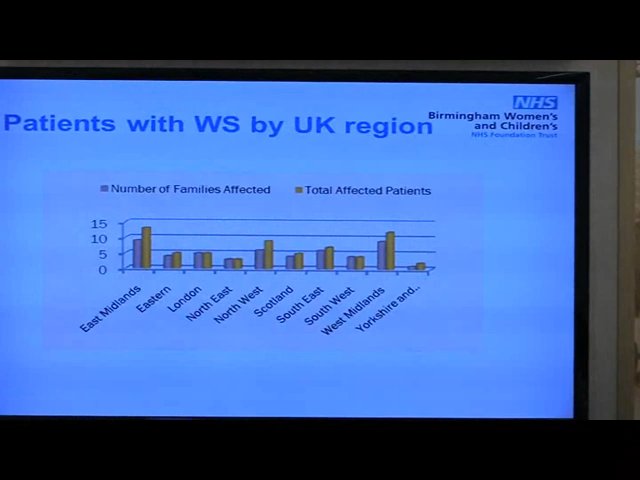 NHS
Patients with WS by UK region
Birmingham Women's
and Children's
NHS Foundation Trust
Number of Families Affected
Total Affected Patients
15
10
5
0
East Midlands
Eastern
London
North East
North West
Scotland
South East
South West
West Midlands
Yorkshire and...